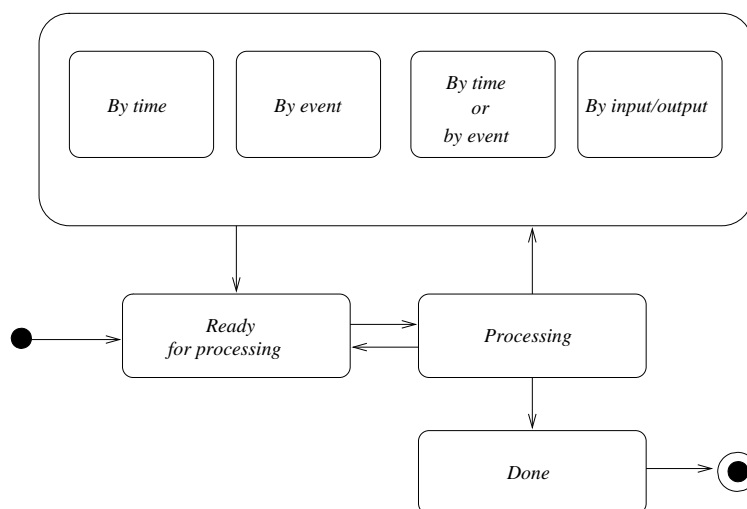 By time
By event
By time
or
by event
By input/output
Ready
for processing
Processing
Done